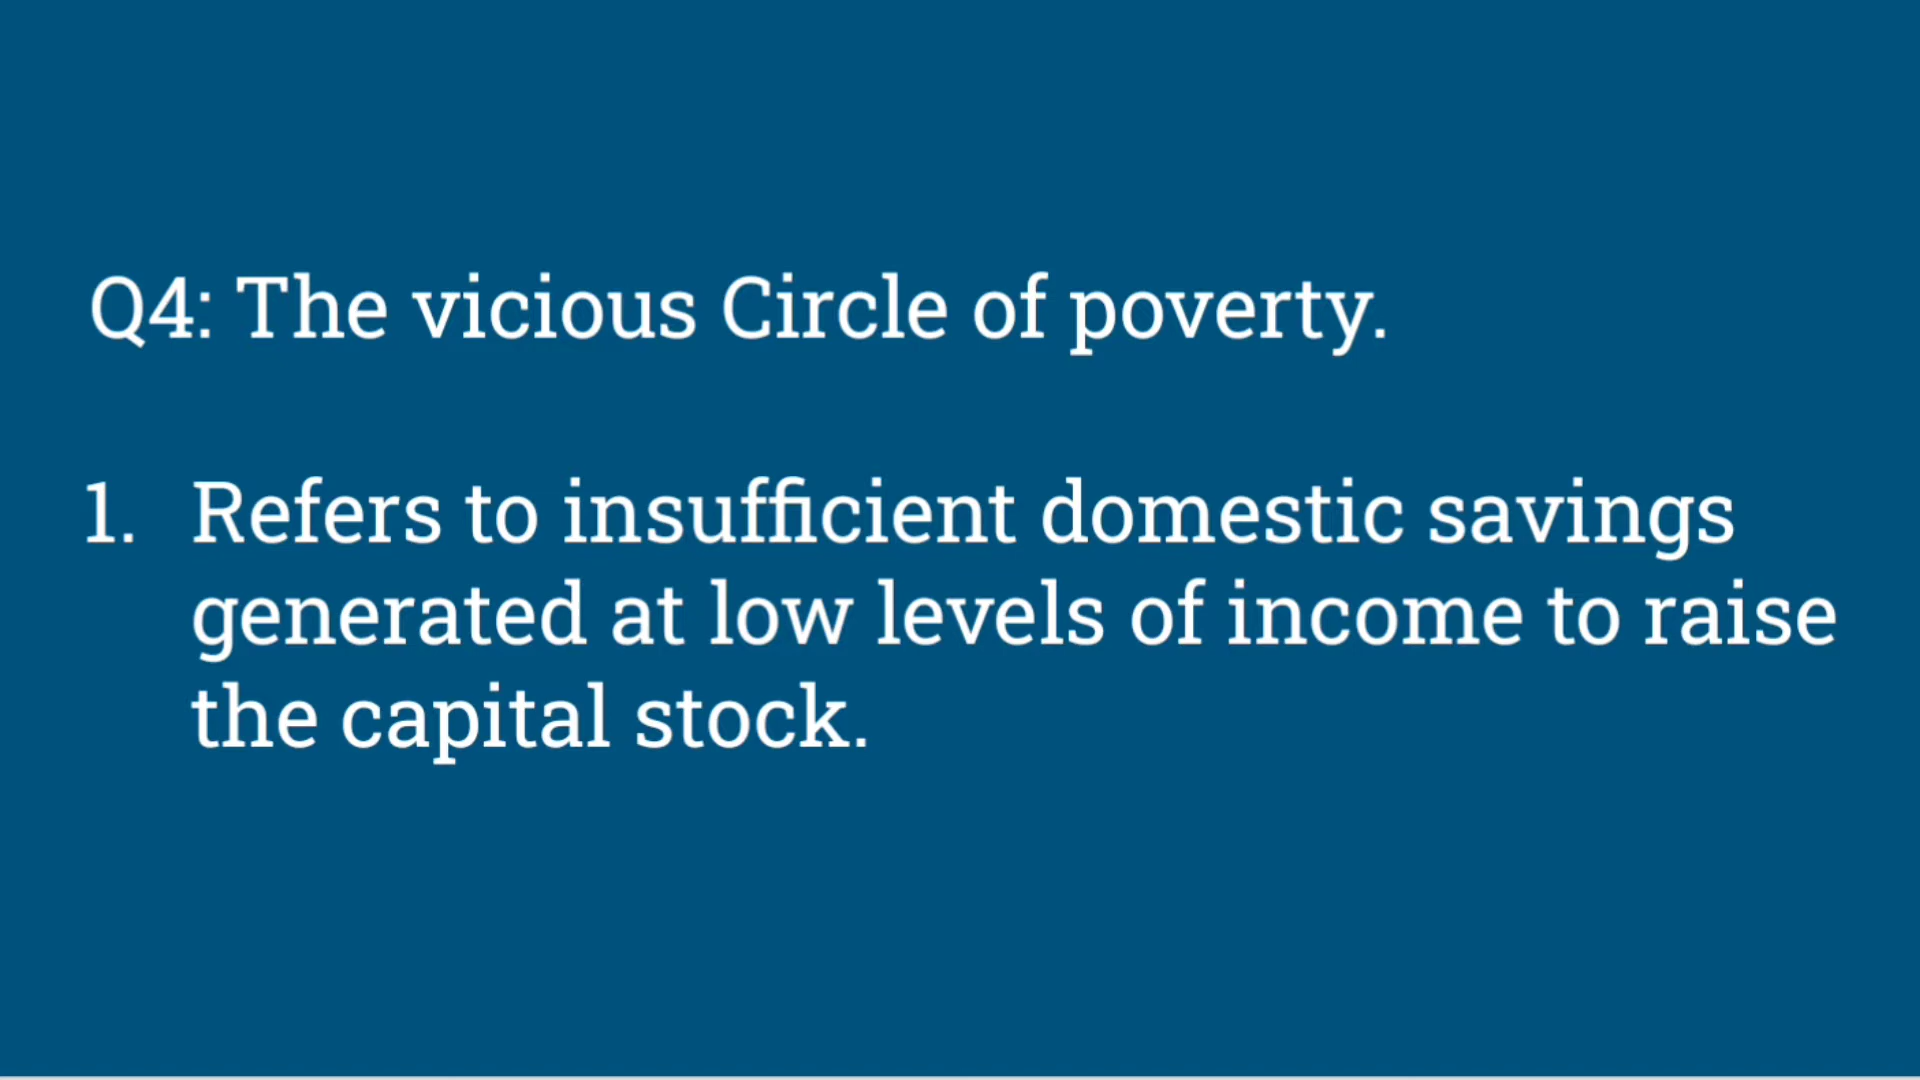 Q4: The vicious Circle of poverty.
1. Refers to insufficient domestic savings
generated at low levels of income to raise
the capital stock.